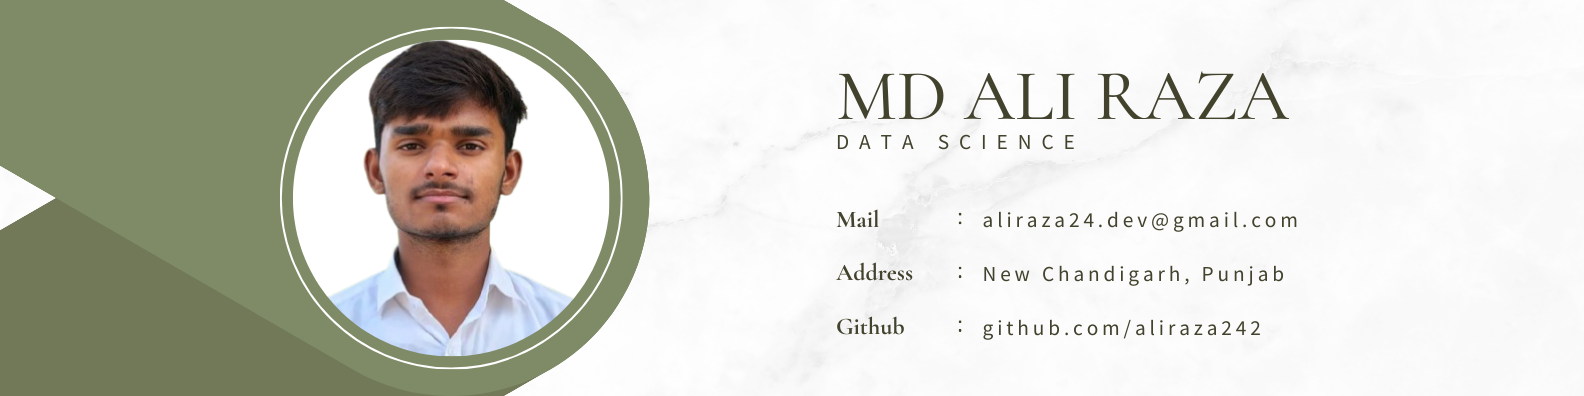 MD ALI RAZA
DATA SCIENCE
Mail : aliraza24.dev@gmail.com
Address : New Chandigarh, Punjab
Github : github.com/aliraza242